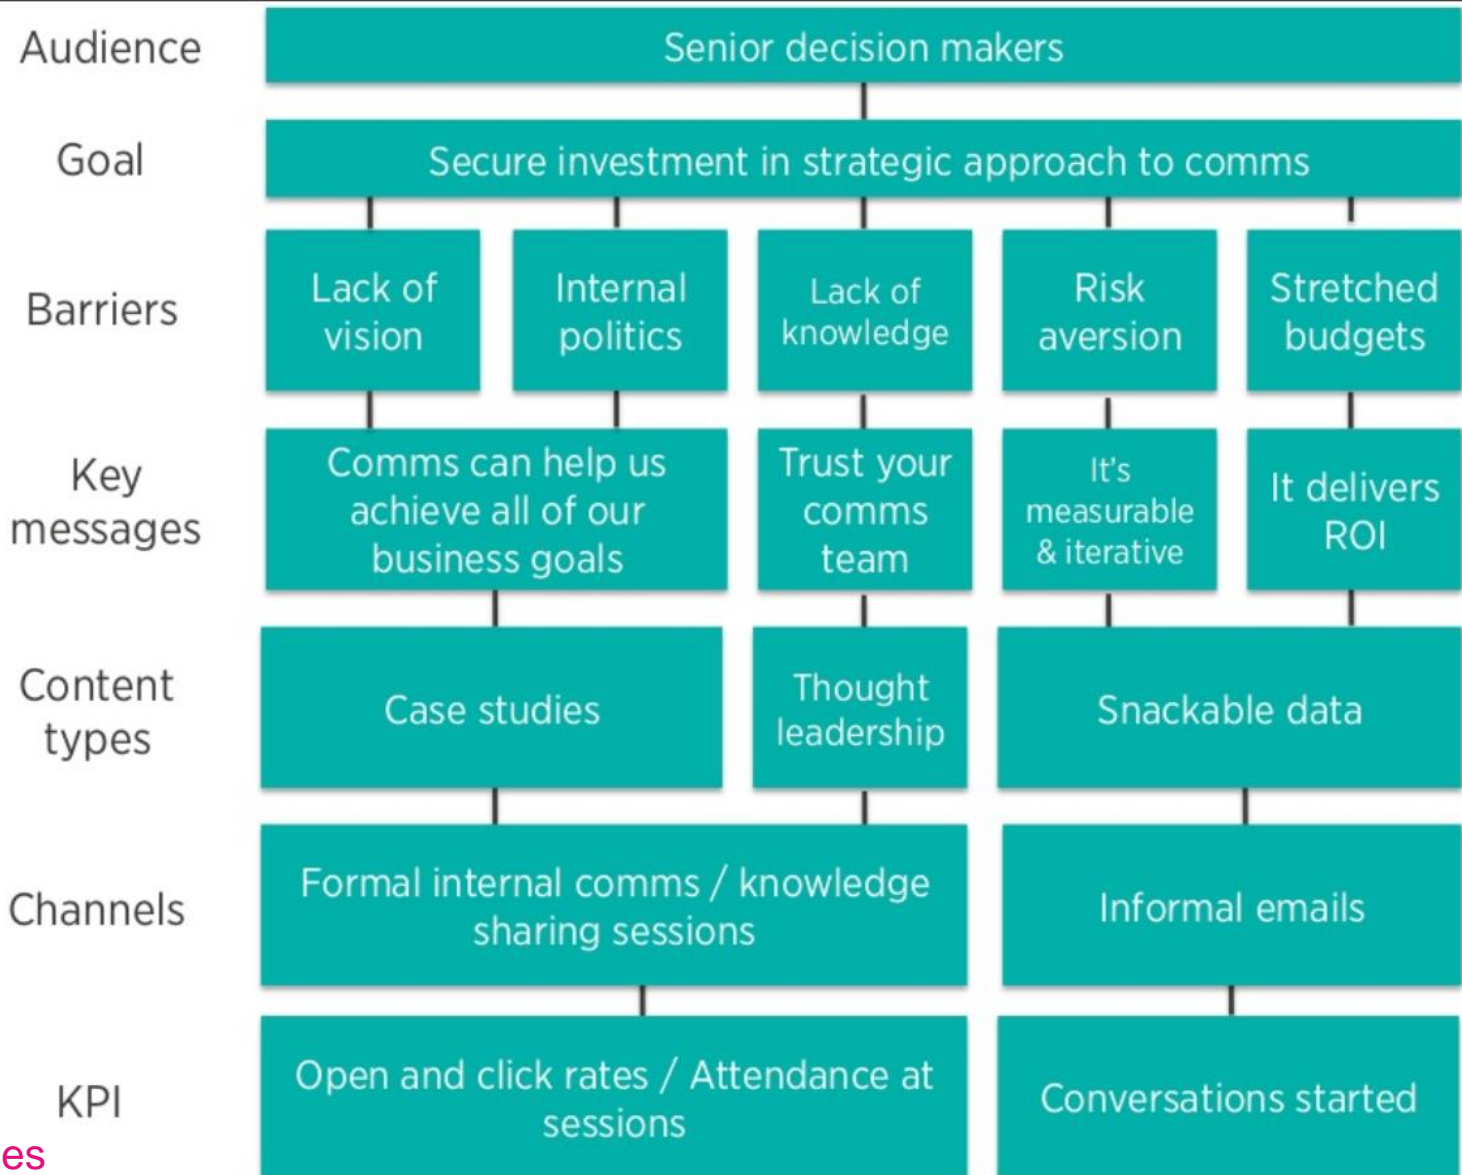 Audience
Senior decision makers
Goal
Secure investment in strategic approach to comms
Barriers
Lack of
vision
Internal
politics
Lack of
knowledge
Risk
aversion
Stretched
budgets
Key
messages
Comms can help us
achieve all of our
business goals
Trust your
comms
team
It's
measurable
& iterative
It delivers
ROI
Content
types
Case studies
Thought
leadership
Snackable data
Channels
Formal internal comms / knowledge
sharing sessions
Informal emails
KPI
Open and click rates / Attendance at
sessions
Conversations started
es